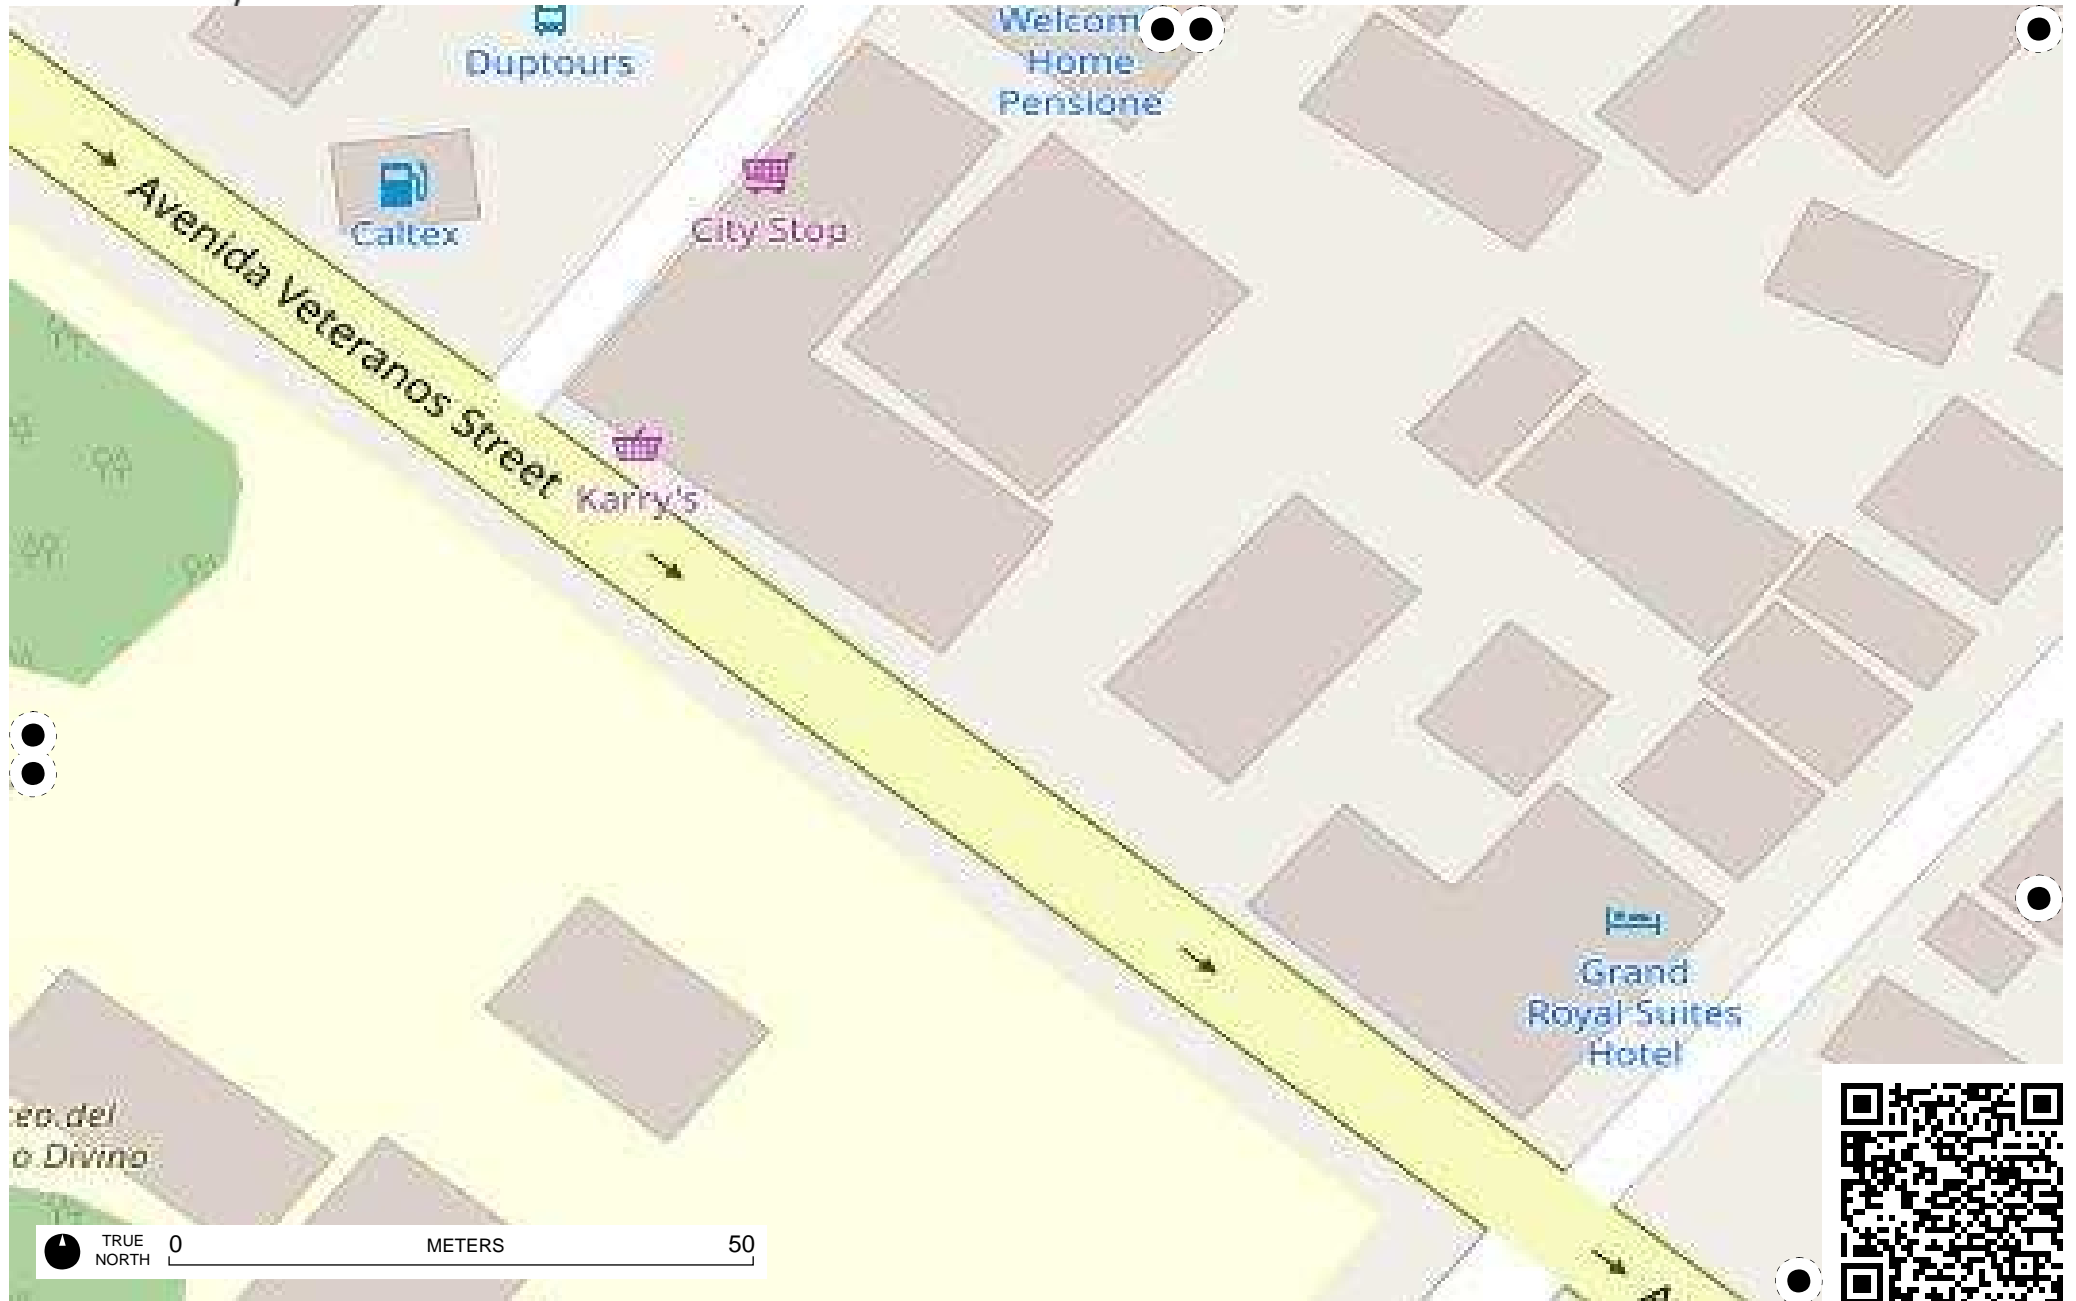 Welcom
Home
Pensione
Duptours
City Stop
Caltex
Avenida Veteranos Street
Karry's
Grand
Royal Suites
Hotel
eo del
o Divino
TRUE
NORTH
0 METERS 50
A